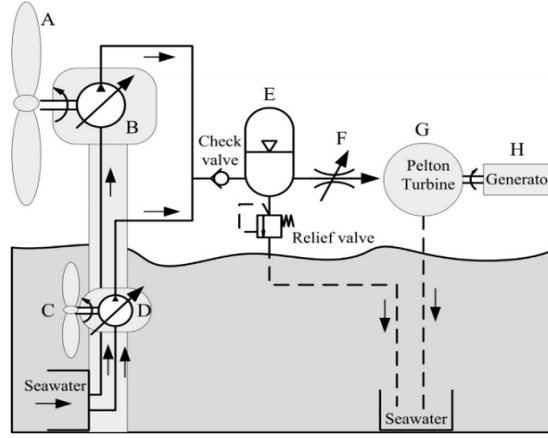 A
B
E
F
G
H
Check
valve
Pelton
Turbine
Generato
Relief valve
C
D
Seawater
Seawater